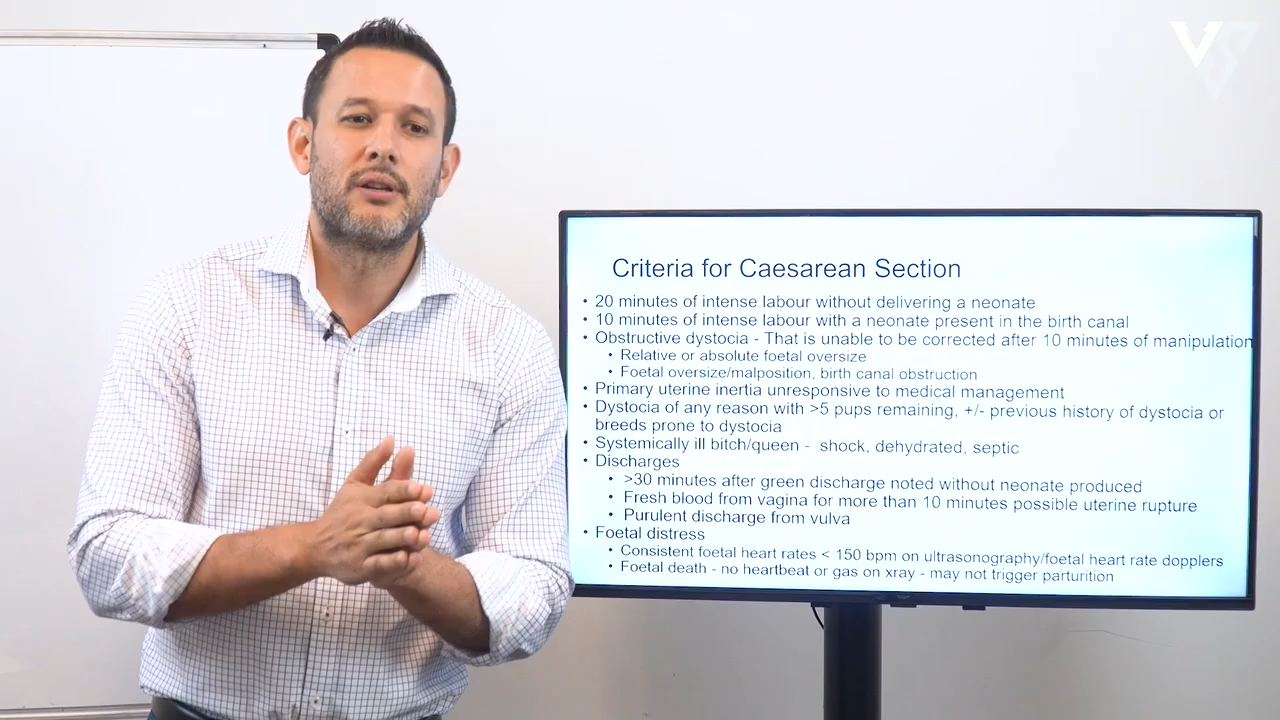 VS
Criteria for Caesarean Section
• 20 minutes of intense labour without delivering a neonate
• 10 minutes of intense labour with a neonate present in the birth canal
• Obstructive dystocia - That is unable to be corrected after 10 minutes of manipulation
• Relative or absolute foetal oversize
• Foetal oversize/malposition, birth canal obstruction
• Primary uterine inertia unresponsive to medical management
• Dystocia of any reason with >5 pups remaining, +/- previous history of dystocia or
breeds prone to dystocia
• Systemically ill bitch/queen - shock, dehydrated, septic
• Discharges
• >30 minutes after green discharge noted without neonate produced
• Fresh blood from vagina for more than 10 minutes possible uterine rupture
• Purulent discharge from vulva
• Foetal distress
• Consistent foetal heart rates < 150 bpm on ultrasonography/foetal heart rate dopplers
• Foetal death - no heartbeat or gas on xray - may not trigger parturition